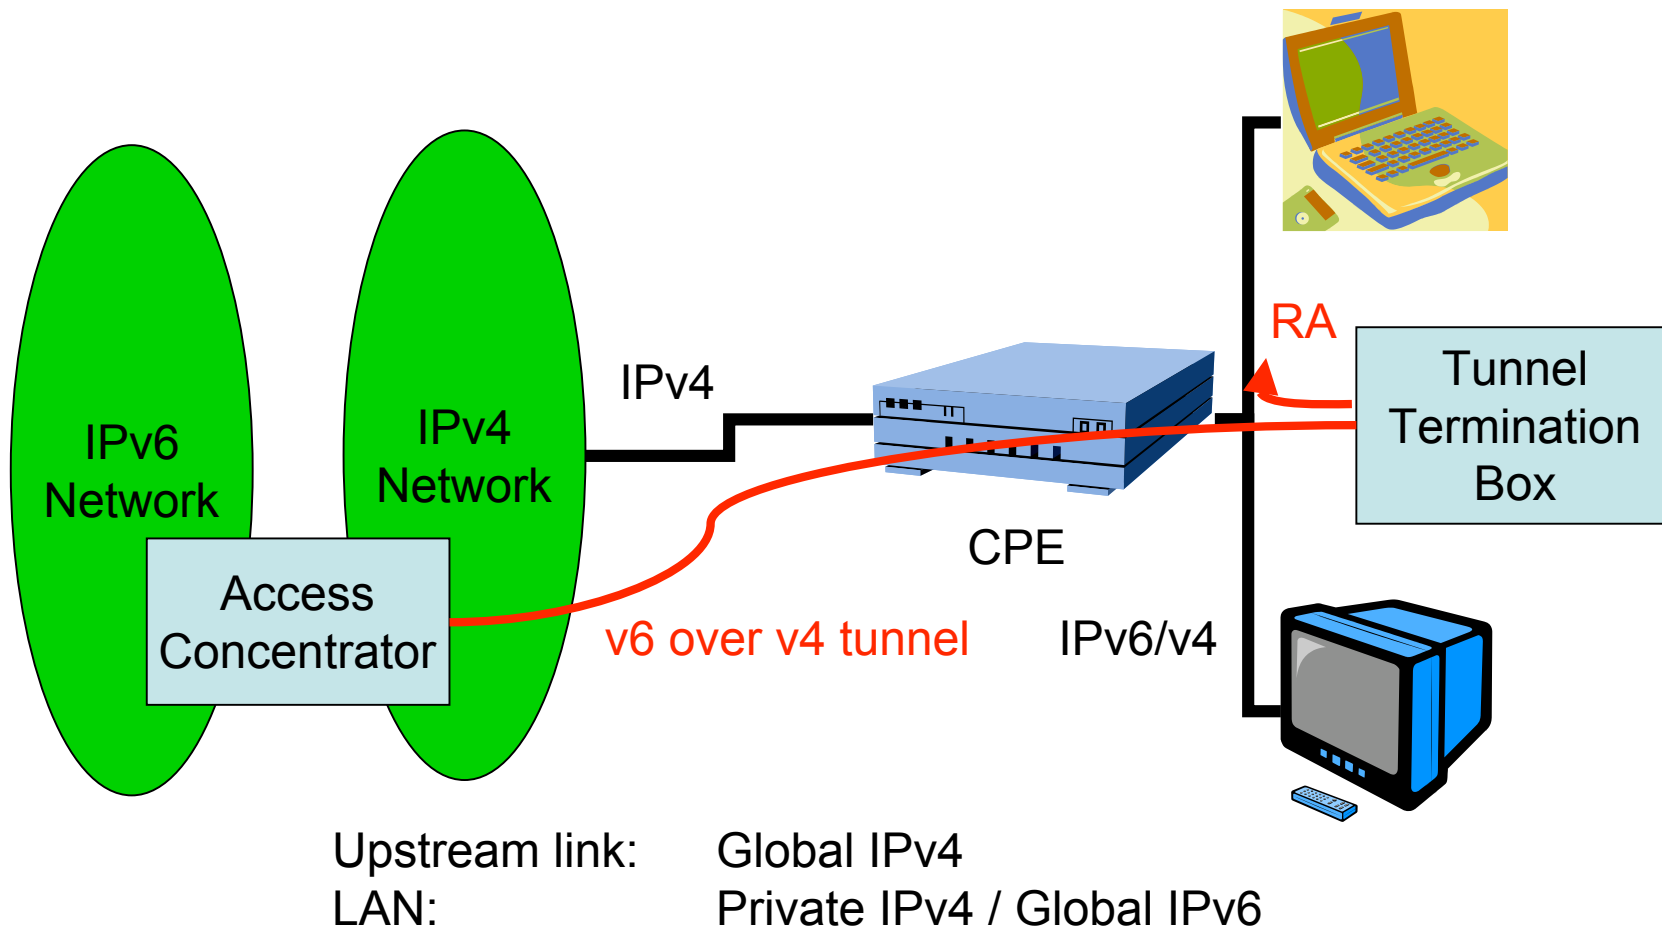 RA
IPv4
Tunnel
Termination
Box
IPv6
Network
IPv4
Network
CPE
Access
Concentrator
v6 over v4 tunnel
IPv6/v4
Upstream link: Global IPv4
LAN: Private IPv4 / Global IPv6